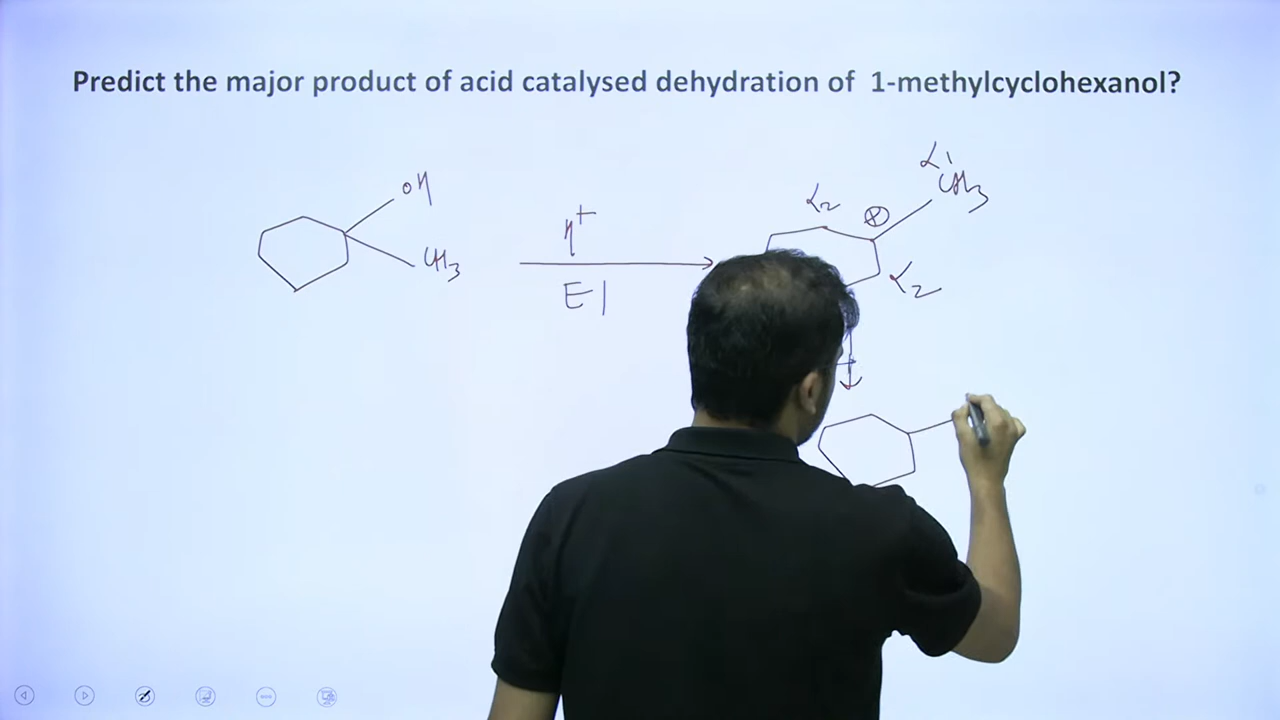 Predict the major product of acid catalysed dehydration of 1-methylcyclohexanol?
OH
CH3
H+
E1
⊕
CH3
α1
α2
α2